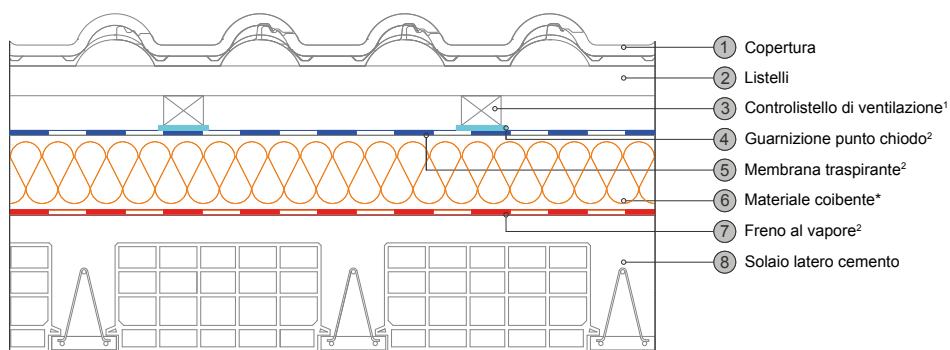 1 Copertura
2 Listelli
3 Controlistello di ventilazione¹
4 Guarnizione punto chiodo²
5 Membrana traspirante²
6 Materiale coibente*
7 Freno al vapore²
8 Solaio latero cemento